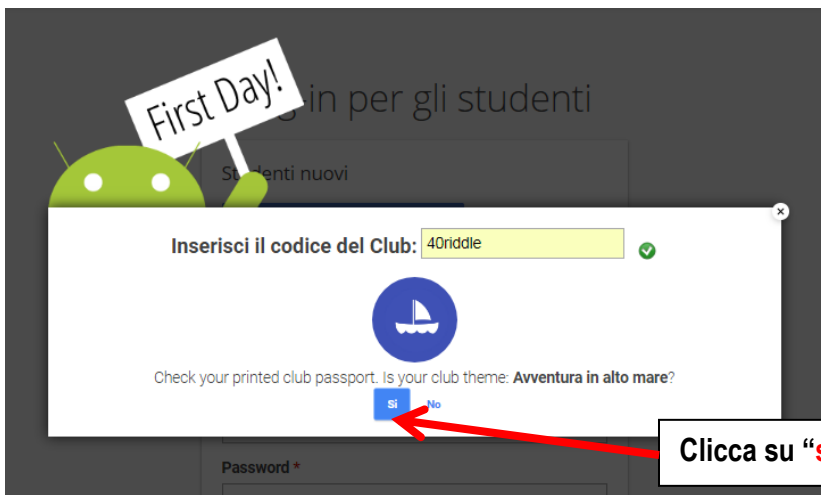 First Day!
in per gli studenti
Studenti nuovi
Inserisci il codice del Club: 40riddle
Check your printed club passport. Is your club theme: Avventura in alto mare?
Si No
Clicca su “s
Password *